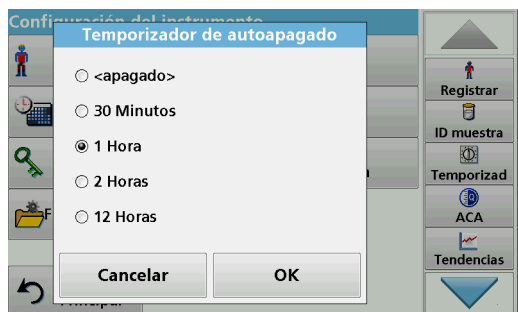 Configuración del instrumento
Temporizador de autoapagado
<apagado>
30 Minutos
1 Hora
2 Horas
12 Horas
Cancelar
OK
F
Principal
Registrar
ID muestra
Temporizad
ACA
Tendencias